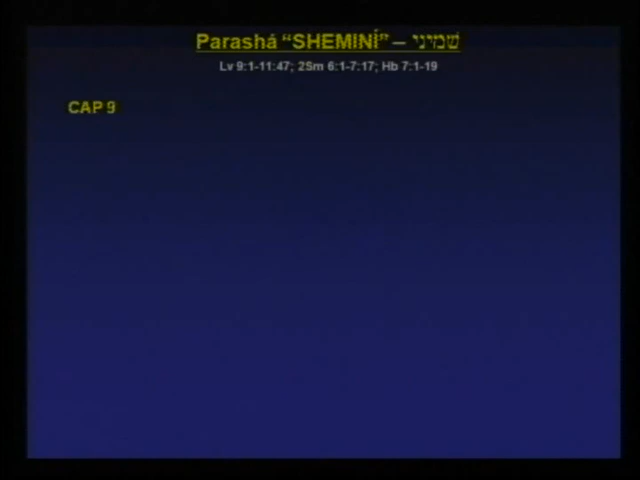 Parashá “SHEMINÍ” – שמיני
Lv 9:1-11:47; 2Sm 6:1-7:17; Hb 7:1-19
CAP 9